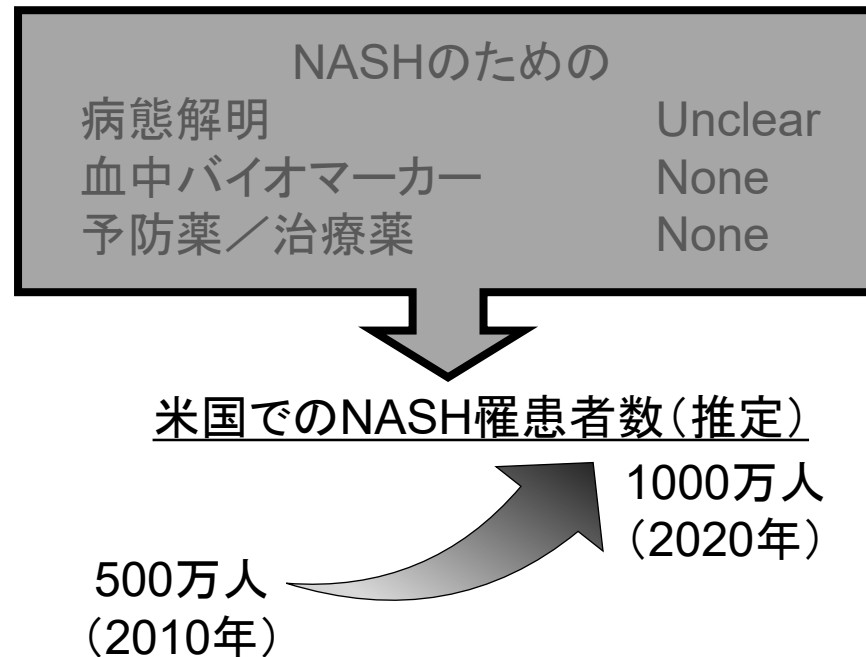 NASHのための
病態解明 Unclear
血中バイオマーカー None
予防薬／治療薬 None
米国でのNASH罹患者数（推定）
1000万人
（2020年）
500万人
（2010年）